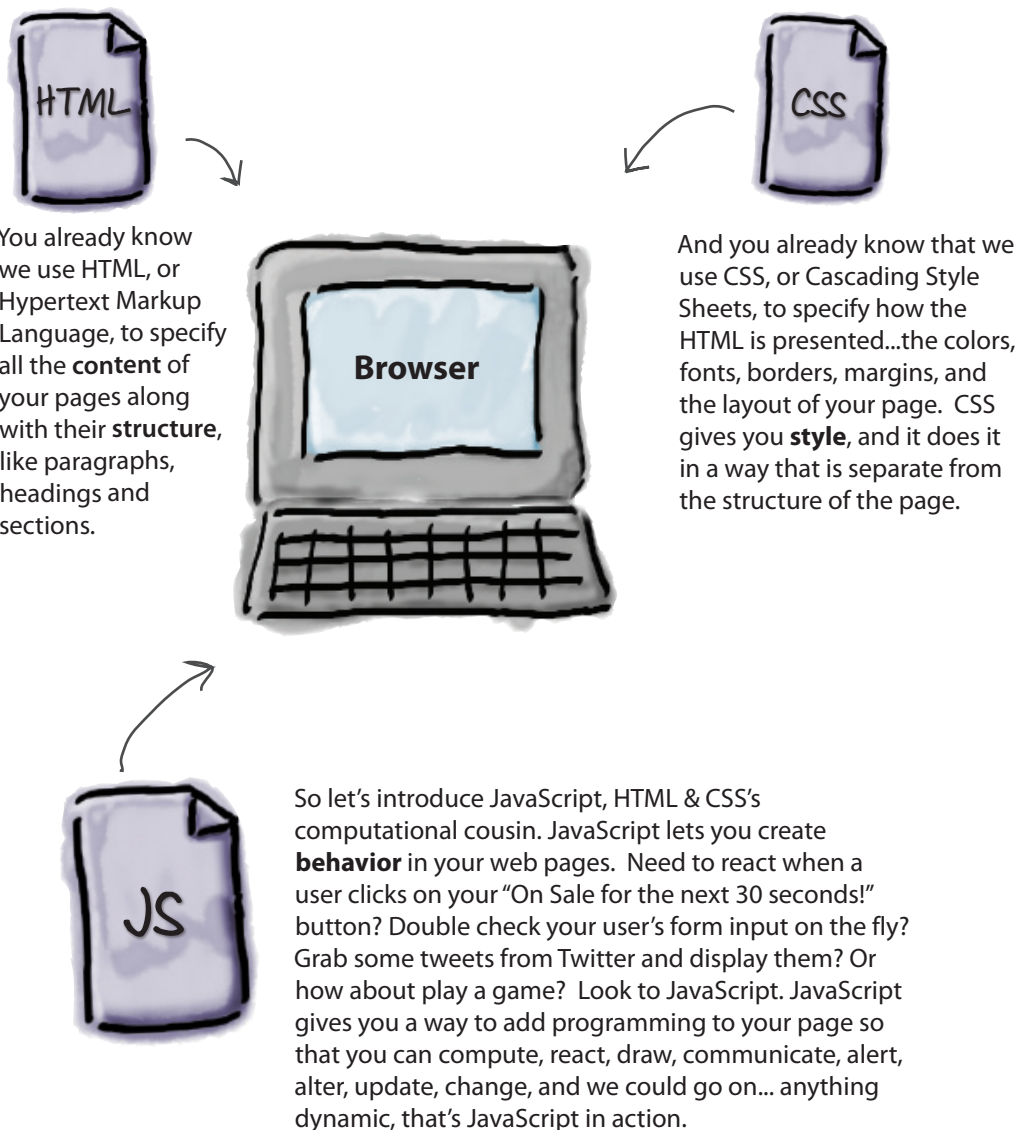 HTML
CSS
You already know
we use HTML, or
Hypertext Markup
Language, to specify
all the content of
your pages along
with their structure,
like paragraphs,
headings and
sections.
Browser
And you already know that we
use CSS, or Cascading Style
Sheets, to specify how the
HTML is presented...the colors,
fonts, borders, margins, and
the layout of your page.  CSS
gives you style, and it does it
in a way that is separate from
the structure of the page.
JS
So let's introduce JavaScript, HTML & CSS's
computational cousin. JavaScript lets you create
behavior in your web pages.  Need to react when a
user clicks on your “On Sale for the next 30 seconds!”
button? Double check your user's form input on the fly?
Grab some tweets from Twitter and display them? Or
how about play a game?  Look to JavaScript. JavaScript
gives you a way to add programming to your page so
that you can compute, react, draw, communicate, alert,
alter, update, change, and we could go on... anything
dynamic, that's JavaScript in action.